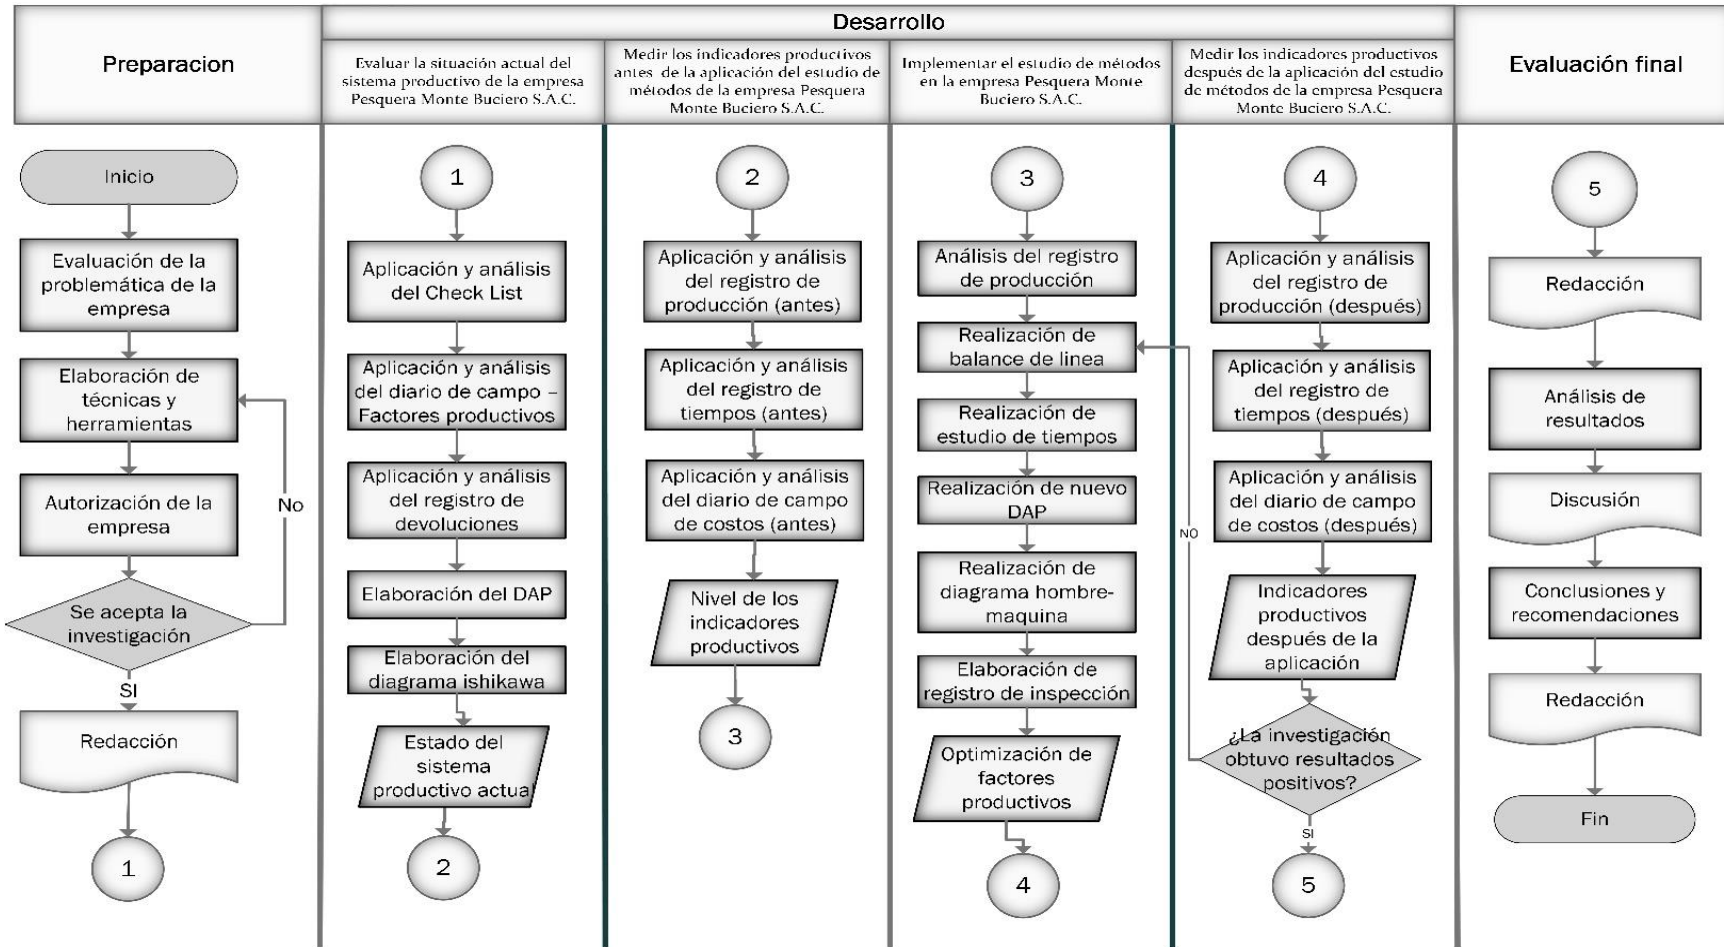 Preparacion
Desarrollo
Evaluar la situación actual del
sistema productivo de la empresa
Pesquera Monte Buciero S.A.C.
Medir los indicadores productivos
antes de la aplicación del estudio de
métodos de la empresa Pesquera
Monte Buciero S.A.C.
Implementar el estudio de métodos
en la empresa Pesquera Monte
Buciero S.A.C.
Medir los indicadores productivos
después de la aplicación del estudio
de métodos de la empresa Pesquera
Monte Buciero S.A.C.
Evaluación final
Inicio
Evaluación de la
problemática de la
empresa
Elaboración de
técnicas y
herramientas
Autorización de la
empresa
No
Se acepta la
investigación
SI
Redacción
1
1
Aplicación y análisis
del Check List
Aplicación y análisis
del diario de campo –
Factores productivos
Aplicación y análisis
del registro de
devoluciones
Elaboración del DAP
Elaboración del
diagrama ishikawa
Estado del
sistema
productivo actual
2
2
Aplicación y análisis
del registro de
producción (antes)
Aplicación y análisis
del registro de
tiempos (antes)
Aplicación y análisis
del diario de campo
de costos (antes)
Nivel de los
indicadores
productivos
3
3
Análisis del registro
de producción
Realización de
balance de linea
Realización de
estudio de tiempos
Realización de nuevo
DAP
Realización de
diagrama hombre-
maquina
Elaboración de
registro de inspección
Optimización de
factores
productivos
4
4
Aplicación y análisis
del registro de
producción (después)
Aplicación y análisis
del registro de
tiempos (después)
Aplicación y análisis
del diario de campo
de costos (después)
NO
Indicadores
productivos
después de la
aplicación
¿La investigación
obtuvo resultados
positivos?
SI
5
5
Redacción
Análisis de
resultados
Discusión
Conclusiones y
recomendaciones
Redacción
Fin